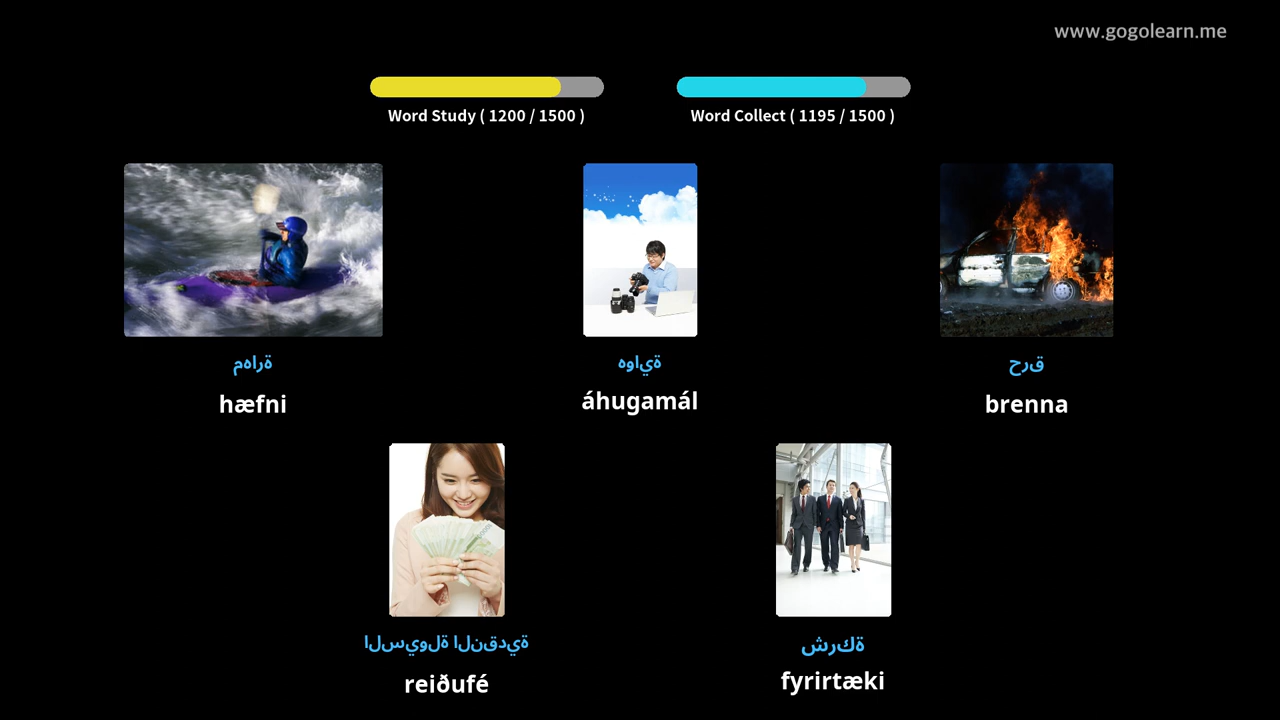 www.gogolearn.me
Word Study ( 1200 / 1500 )
Word Collect ( 1195 / 1500 )
مهارة
هواية
حرق
hæfni
áhugamál
brenna
السيولة النقدية
شركة
reiðufé
fyrirtæki